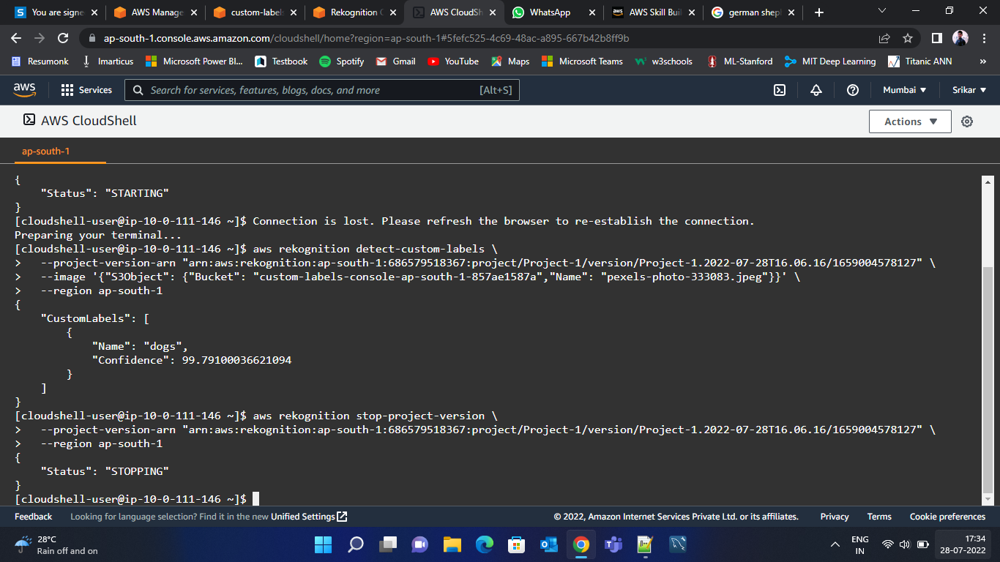 You are signe
AWS Manage
custom-label
Rekognition C
AWS CloudSh
WhatsApp
AWS Skill Buil
german shep
ap-south-1.console.aws.amazon.com/cloudshell/home?region=ap-south-1#5fefc525-4c69-48ac-a895-667b42b8ff9b
Resumonk
Imarticus
Microsoft Power BI...
Testbook
Spotify
Gmail
YouTube
Maps
Microsoft Teams
w3schools
ML-Stanford
MIT Deep Learning
Titanic ANN
»
aws
Services
Search for services, features, blogs, docs, and more
[Alt+S]
Mumbai
Srikar
AWS CloudShell
Actions
ap-south-1
{
"Status": "STARTING"
}
[cloudshell-user@ip-10-0-111-146 ~]$ Connection is lost. Please refresh the browser to re-establish the connection.
Preparing your terminal...
[cloudshell-user@ip-10-0-111-146 ~]$ aws rekognition detect-custom-labels \
> --project-version-arn "arn:aws:rekognition:ap-south-1:686579518367:project/Project-1/version/Project-1.2022-07-28T16.06.16/1659004578127" \
> --image '{"S3Object": {"Bucket": "custom-labels-console-ap-south-1-857ae1587a","Name": "pexels-photo-333083.jpeg"}}' \
> --region ap-south-1
{
"CustomLabels": [
{
"Name": "dogs",
"Confidence": 99.79100036621094
}
]
}
[cloudshell-user@ip-10-0-111-146 ~]$ aws rekognition stop-project-version \
> --project-version-arn "arn:aws:rekognition:ap-south-1:686579518367:project/Project-1/version/Project-1.2022-07-28T16.06.16/1659004578127" \
> --region ap-south-1
{
"Status": "STOPPING"
}
[cloudshell-user@ip-10-0-111-146 ~]$
Feedback
Looking for language selection? Find it in the new Unified Settings
© 2022, Amazon Internet Services Private Ltd. or its affiliates.
Privacy
Terms
Cookie preferences
28°C
Rain off and on
ENG
IN
17:34
28-07-2022